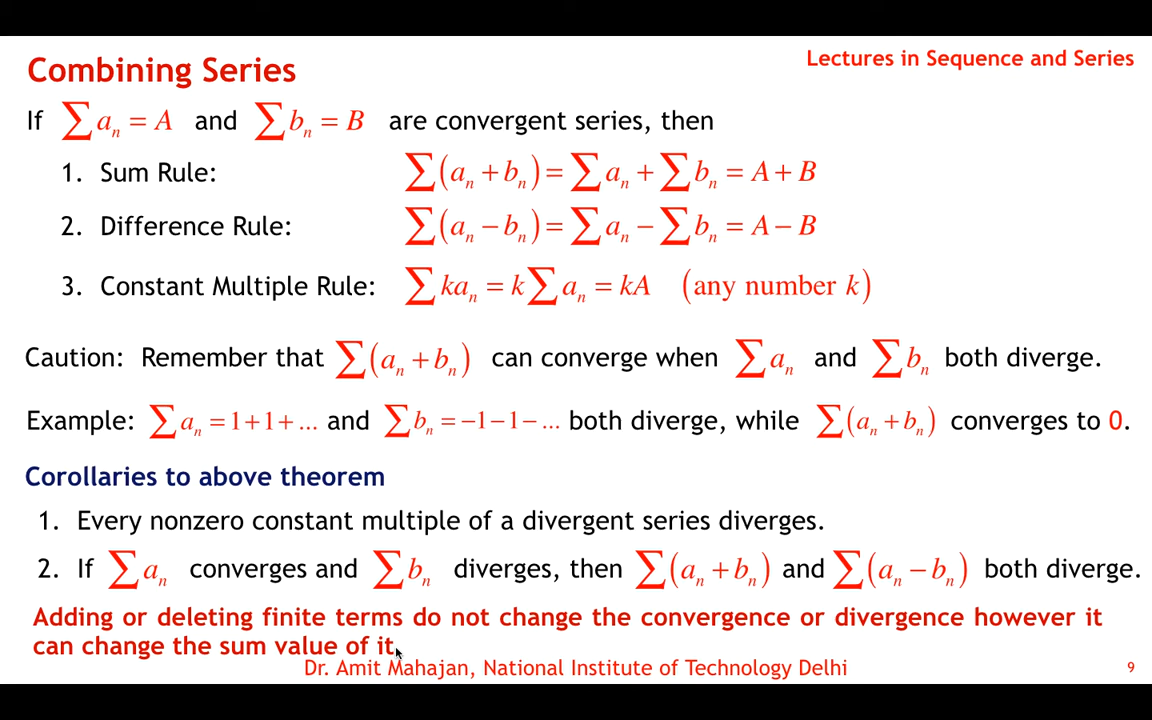 Lectures in Sequence and Series
Combining Series
If ∑aₙ = A and ∑bₙ = B are convergent series, then
1. Sum Rule: ∑(aₙ + bₙ) = ∑aₙ + ∑bₙ = A + B
2. Difference Rule: ∑(aₙ − bₙ) = ∑aₙ − ∑bₙ = A − B
3. Constant Multiple Rule: ∑kaₙ = k∑aₙ = kA (any number k)
Caution: Remember that ∑(aₙ + bₙ) can converge when ∑aₙ and ∑bₙ both diverge.
Example: ∑aₙ = 1+1+... and ∑bₙ = −1−1−... both diverge, while ∑(aₙ + bₙ) converges to 0.
Corollaries to above theorem
1. Every nonzero constant multiple of a divergent series diverges.
2. If ∑aₙ converges and ∑bₙ diverges, then ∑(aₙ + bₙ) and ∑(aₙ − bₙ) both diverge.
Adding or deleting finite terms do not change the convergence or divergence however it
can change the sum value of it.
Dr. Amit Mahajan, National Institute of Technology Delhi
9